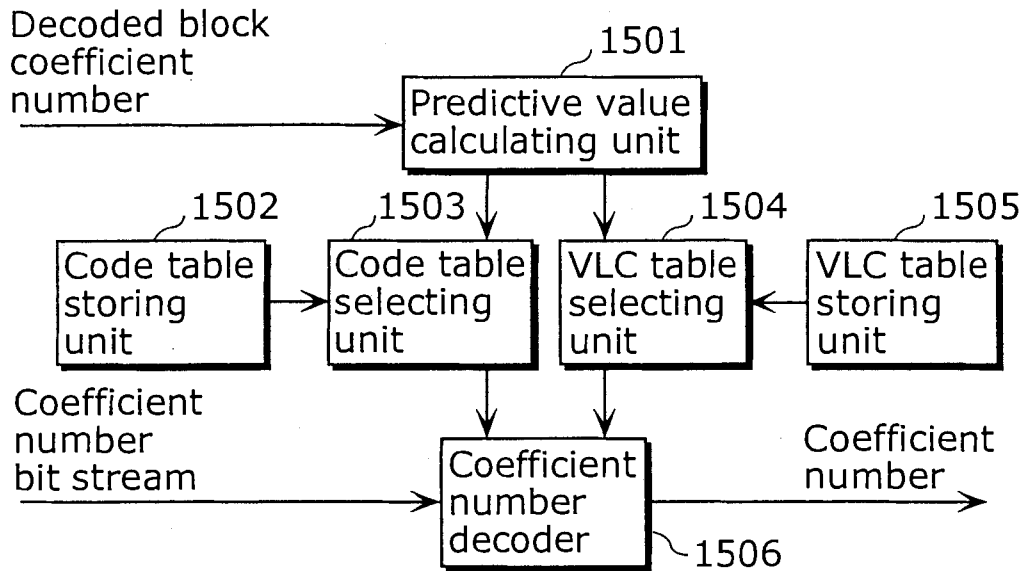 Decoded block
coefficient
number
1501
Predictive value
calculating unit
1502
1503
1504
1505
Code table
storing
unit
Code table
selecting
unit
VLC table
selecting
unit
VLC table
storing
unit
Coefficient
number
bit stream
Coefficient
number
decoder
Coefficient
number
1506